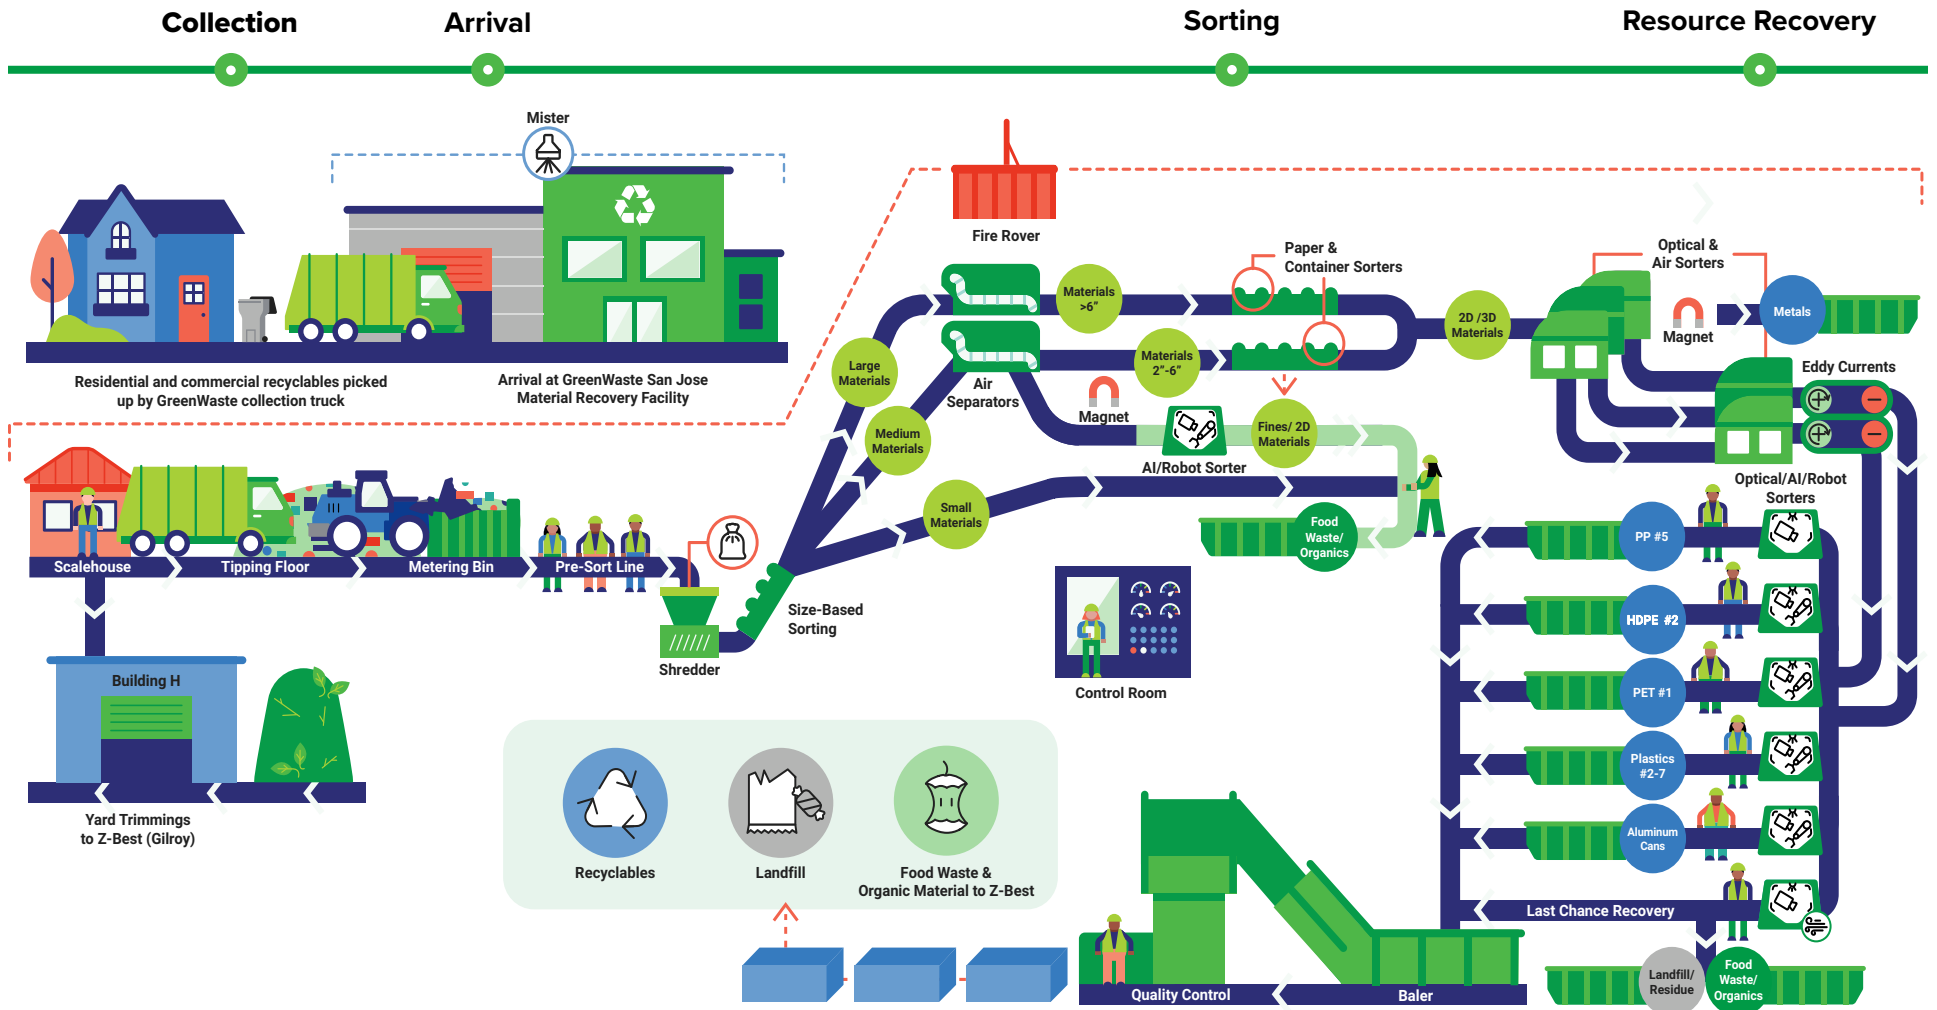 Collection
Arrival
Sorting
Resource Recovery
Mister
Fire Rover
Residential and commercial recyclables picked
up by GreenWaste collection truck
Arrival at GreenWaste San Jose
Material Recovery Facility
Scalehouse
Tipping Floor
Metering Bin
Pre-Sort Line
Shredder
Size-Based
Sorting
Building H
Yard Trimmings
to Z-Best (Gilroy)
Large
Materials
Medium
Materials
Small
Materials
Air
Separators
Materials
>6"
Materials
2"-6"
Paper &
Container Sorters
Magnet
AI/Robot Sorter
Fines/ 2D
Materials
Food
Waste/
Organics
Control Room
2D /3D
Materials
Optical &
Air Sorters
Magnet
Metals
Eddy Currents
Optical/AI/Robot
Sorters
PP #5
HDPE #2
PET #1
Plastics
#2-7
Aluminum
Cans
Last Chance Recovery
Landfill/
Residue
Food
Waste/
Organics
Baler
Quality Control
Recyclables
Landfill
Food Waste &
Organic Material to Z-Best